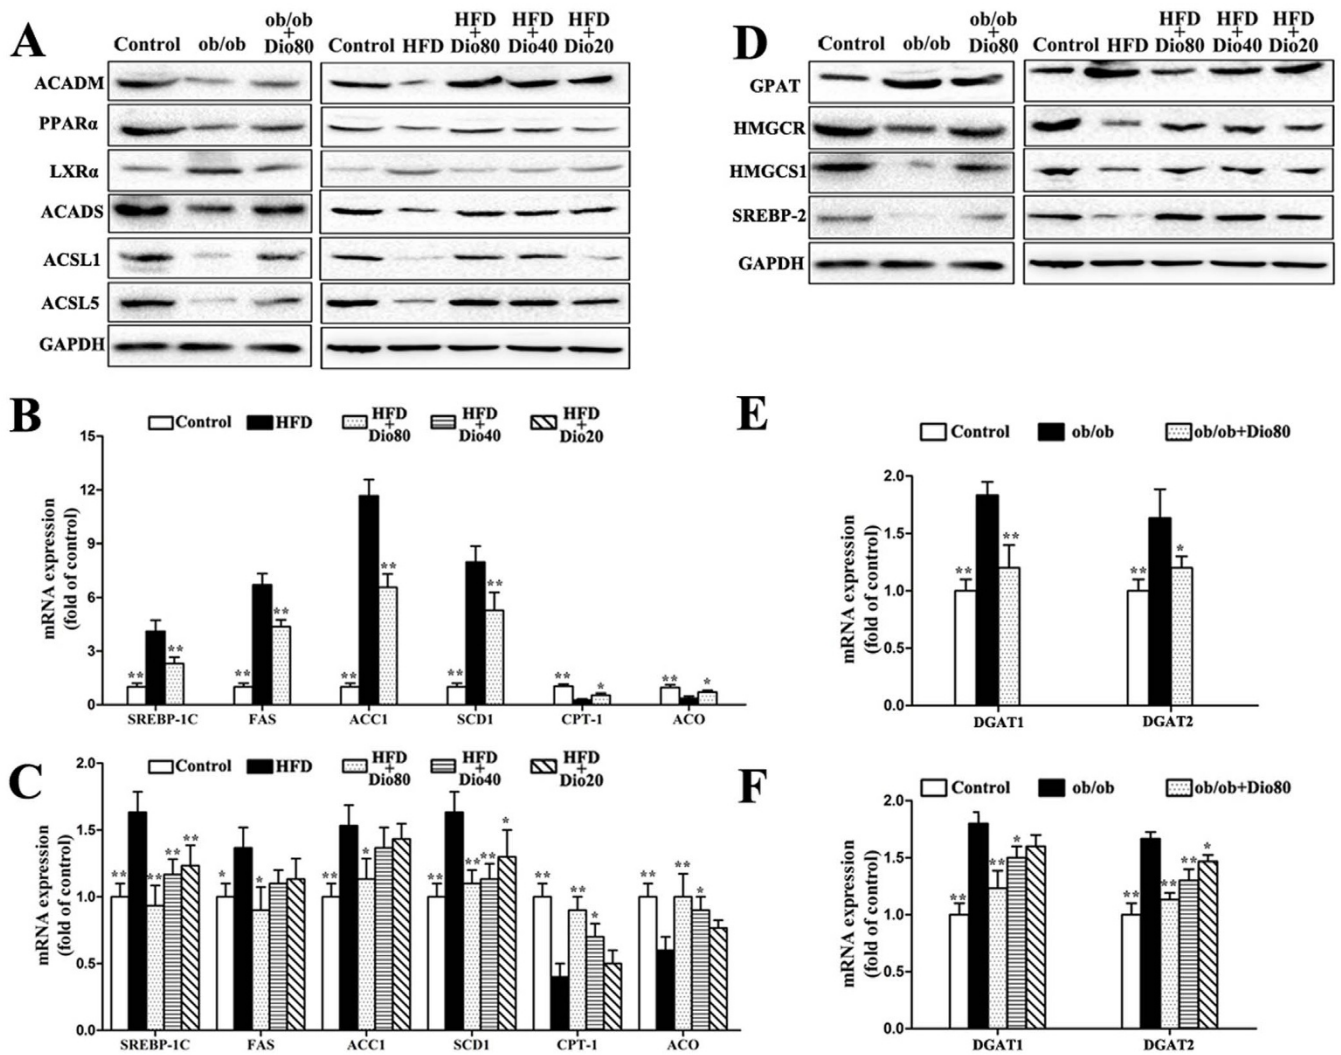 A
Control
ob/ob
ob/ob
+
Dio80
Control
HFD
HFD
+
Dio80
HFD
+
Dio40
HFD
+
Dio20
ACADM
PPARα
LXRα
ACADS
ACSL1
ACSL5
GAPDH
D
Control
ob/ob
ob/ob
+
Dio80
Control
HFD
HFD
+
Dio80
HFD
+
Dio40
HFD
+
Dio20
GPAT
HMGCR
HMGCS1
SREBP-2
GAPDH
B
Control
HFD
HFD
+
Dio80
HFD
+
Dio40
HFD
+
Dio20
mRNA expression
(fold of control)
15
12
9
6
3
0
** **
** **
** **
** **
** *
** *
SREBP-1C FAS ACC1 SCD1 CPT-1 ACO
C
Control
HFD
HFD
+
Dio80
HFD
+
Dio40
HFD
+
Dio20
mRNA expression
(fold of control)
2.0
1.5
1.0
0.5
0.0
** ** ** **
* *
** *
** ** ** *
** ** *
** ** *
SREBP-1C FAS ACC1 SCD1 CPT-1 ACO
E
Control ob/ob ob/ob+Dio80
mRNA expression
(fold of control)
2.0
1.5
1.0
0.5
0.0
** **
** *
DGAT1 DGAT2
F
Control ob/ob ob/ob+Dio80
mRNA expression
(fold of control)
2.0
1.5
1.0
0.5
0.0
** ** *
** ** ** *
DGAT1 DGAT2